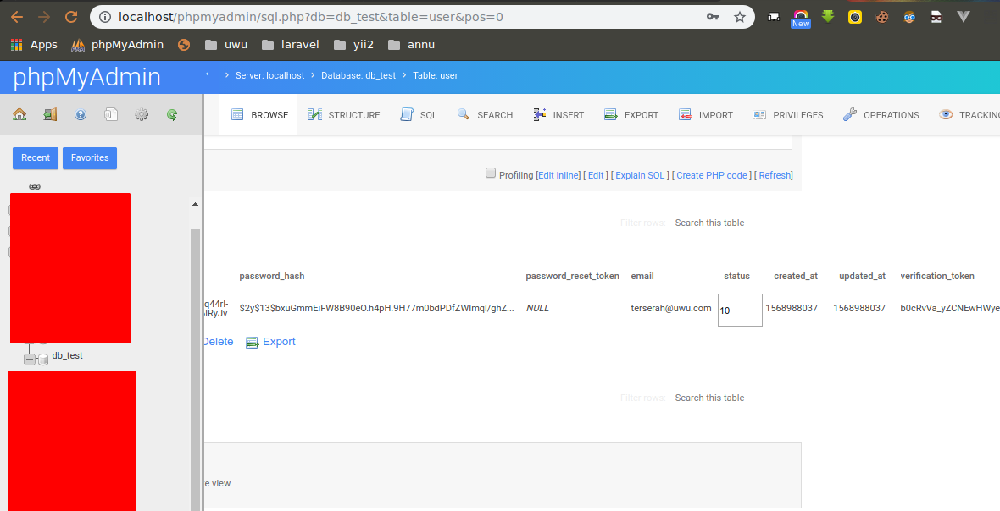 localhost/phpmyadmin/sql.php?db=db_test&table=user&pos=0
New
Apps phpMyAdmin uwu laravel yii2 annu
phpMyAdmin
← › Server: localhost › Database: db_test › Table: user
BROWSE STRUCTURE SQL SEARCH INSERT EXPORT IMPORT PRIVILEGES OPERATIONS TRACKING
Recent Favorites
Profiling [Edit inline] [ Edit ] [ Explain SQL ] [ Create PHP code ] [ Refresh]
Filter rows: Search this table
password_hash password_reset_token email status created_at updated_at verification_token
$2y$13$bxuGmmEiFW8B90eO.h4pH.9H77m0bdPDfZWImqI/ghZ... NULL terserah@uwu.com 10 1568988037 1568988037 b0cRvVa_yZCNEwHWye
Delete Export
db_test
Filter rows: Search this table
view